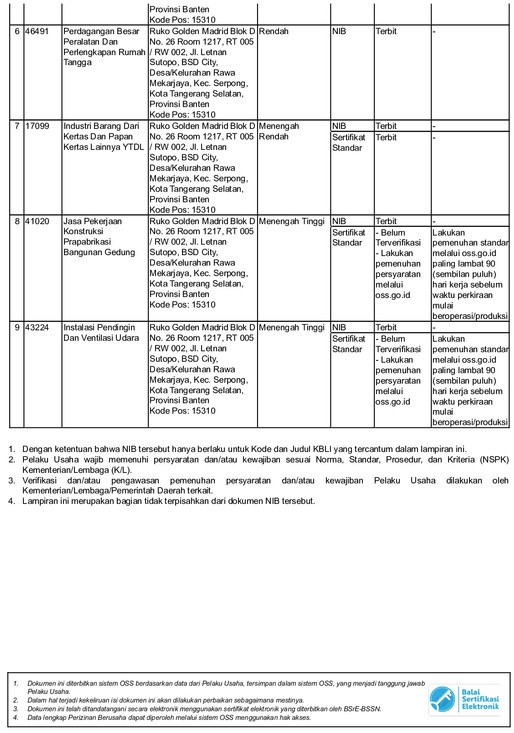 Provinsi Banten
Kode Pos: 15310
6 46491 Perdagangan Besar Ruko Golden Madrid Blok D Rendah NIB Terbit -
Peralatan Dan No. 26 Room 1217, RT 005
Perlengkapan Rumah / RW 002, Jl. Letnan
Tangga Sutopo, BSD City,
Desa/Kelurahan Rawa
Mekarjaya, Kec. Serpong,
Kota Tangerang Selatan,
Provinsi Banten
Kode Pos: 15310
7 17099 Industri Barang Dari Ruko Golden Madrid Blok D Menengah NIB Terbit -
Kertas Dan Papan No. 26 Room 1217, RT 005 Rendah Sertifikat Terbit -
Kertas Lainnya YTDL / RW 002, Jl. Letnan Standar
Sutopo, BSD City,
Desa/Kelurahan Rawa
Mekarjaya, Kec. Serpong,
Kota Tangerang Selatan,
Provinsi Banten
Kode Pos: 15310
8 41020 Jasa Pekerjaan Ruko Golden Madrid Blok D Menengah Tinggi NIB Terbit -
Konstruksi No. 26 Room 1217, RT 005 Sertifikat - Belum Lakukan
Prapabrikasi / RW 002, Jl. Letnan Standar Terverifikasi pemenuhan standar
Bangunan Gedung Sutopo, BSD City, - Lakukan melalui oss.go.id
Desa/Kelurahan Rawa pemenuhan paling lambat 90
Mekarjaya, Kec. Serpong, persyaratan (sembilan puluh)
Kota Tangerang Selatan, melalui hari kerja sebelum
Provinsi Banten oss.go.id waktu perkiraan
Kode Pos: 15310 mulai
beroperasi/produksi
9 43224 Instalasi Pendingin Ruko Golden Madrid Blok D Menengah Tinggi NIB Terbit -
Dan Ventilasi Udara No. 26 Room 1217, RT 005 Sertifikat - Belum Lakukan
/ RW 002, Jl. Letnan Standar Terverifikasi pemenuhan standar
Sutopo, BSD City, - Lakukan melalui oss.go.id
Desa/Kelurahan Rawa pemenuhan paling lambat 90
Mekarjaya, Kec. Serpong, persyaratan (sembilan puluh)
Kota Tangerang Selatan, melalui hari kerja sebelum
Provinsi Banten oss.go.id waktu perkiraan
Kode Pos: 15310 mulai
beroperasi/produksi
1. Dengan ketentuan bahwa NIB tersebut hanya berlaku untuk Kode dan Judul KBLI yang tercantum dalam lampiran ini.
2. Pelaku Usaha wajib memenuhi persyaratan dan/atau kewajiban sesuai Norma, Standar, Prosedur, dan Kriteria (NSPK)
Kementerian/Lembaga (K/L).
3. Verifikasi dan/atau pengawasan pemenuhan persyaratan dan/atau kewajiban Pelaku Usaha dilakukan oleh
Kementerian/Lembaga/Pemerintah Daerah terkait.
4. Lampiran ini merupakan bagian tidak terpisahkan dari dokumen NIB tersebut.
1. Dokumen ini diterbitkan sistem OSS berdasarkan data dari Pelaku Usaha, tersimpan dalam sistem OSS, yang menjadi tanggung jawab
Pelaku Usaha.
2. Dalam hal terjadi kekeliruan isi dokumen ini akan dilakukan perbaikan sebagaimana mestinya.
3. Dokumen ini telah ditandatangani secara elektronik menggunakan sertifikat elektronik yang diterbitkan oleh BSrE-BSSN.
4. Data lengkap Perizinan Berusaha dapat diperoleh melalui sistem OSS menggunakan hak akses.
Balai
Sertifikasi
Elektronik